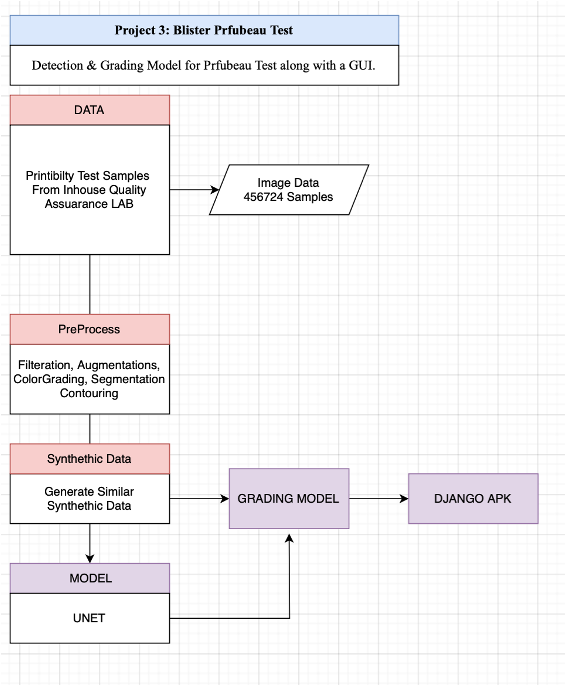 Project 3: Blister Prfubeau Test
Detection & Grading Model for Prfubeau Test along with a GUI.
DATA
Printibilty Test Samples
From Inhouse Quality
Assuarance LAB
Image Data
456724 Samples
PreProcess
Filteration, Augmentations,
ColorGrading, Segmentation
Contouring
Synthethic Data
Generate Similar
Synthethic Data
GRADING MODEL
DJANGO APK
MODEL
UNET